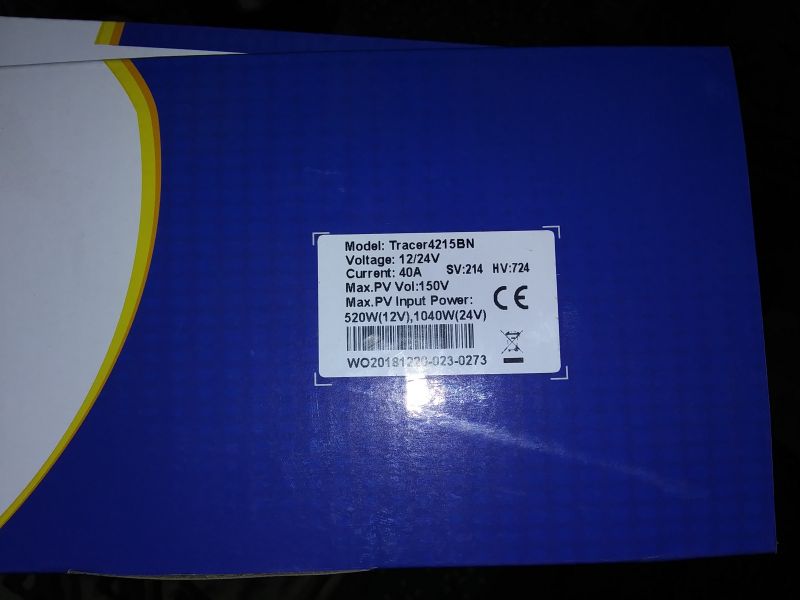 Model: Tracer4215BN
Voltage: 12/24V
Current: 40A SV:214 HV:724
Max.PV Vol:150V
Max.PV Input Power:
520W(12V),1040W(24V)
CE